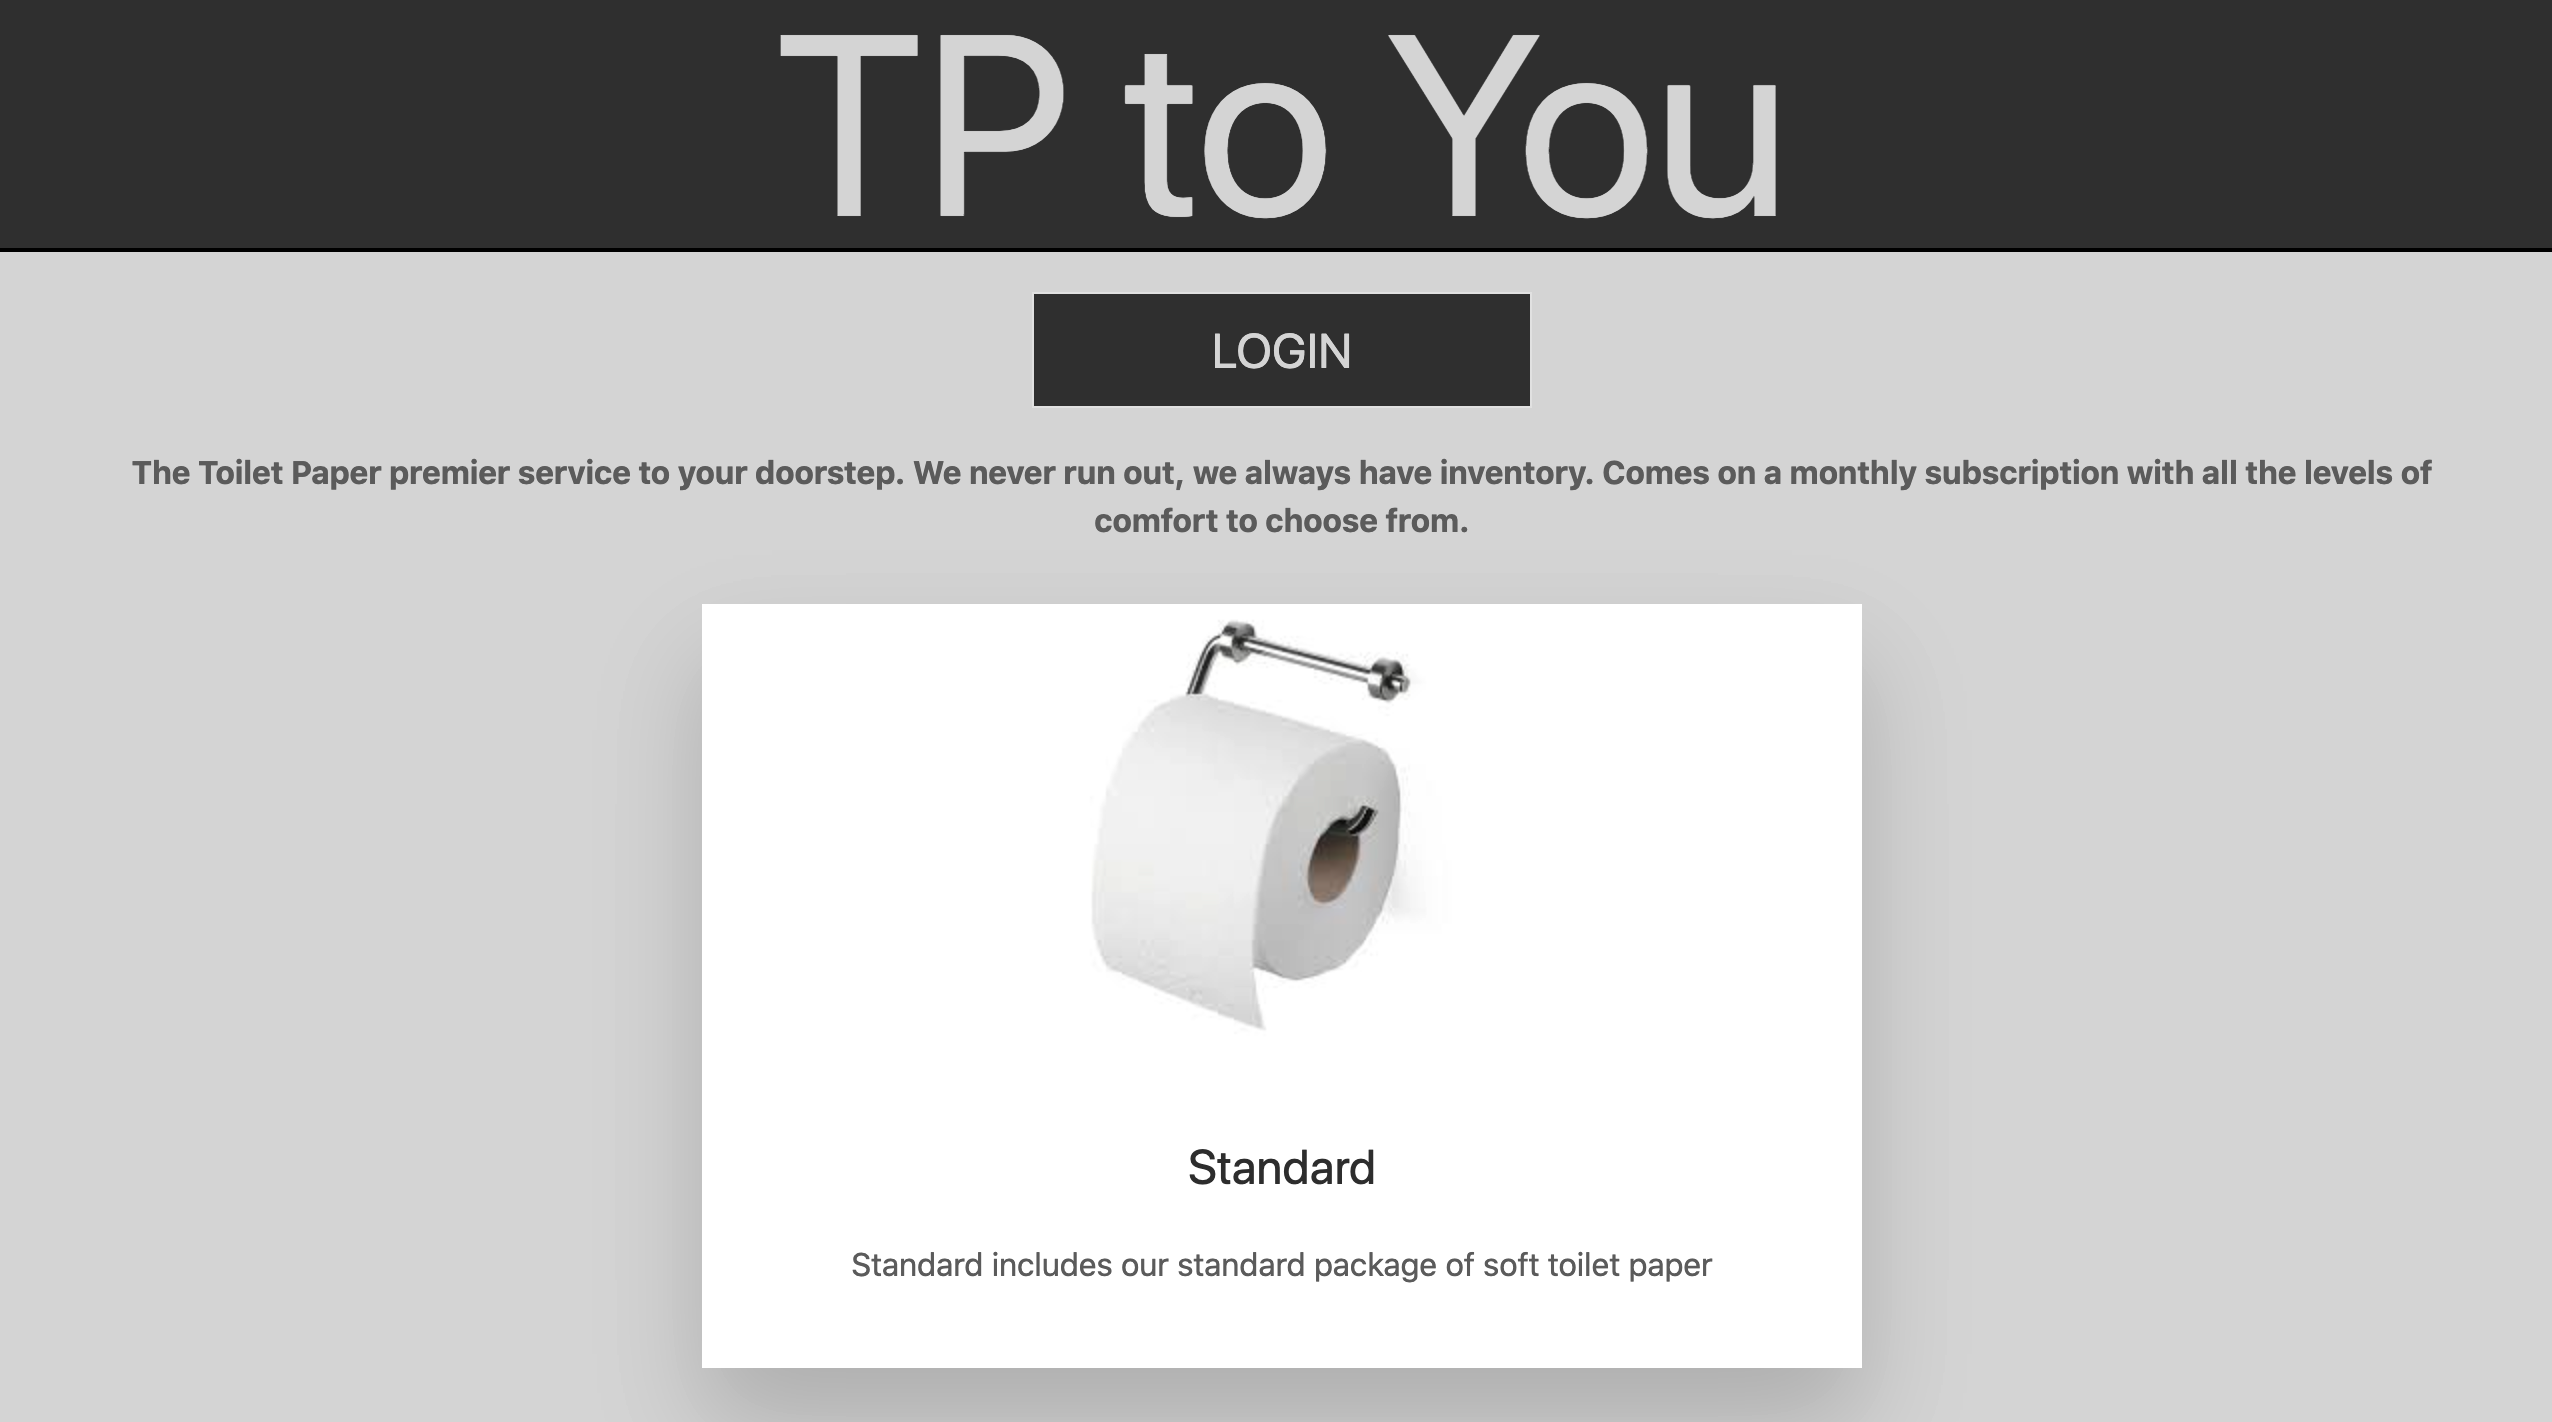 TP to You
LOGIN
The Toilet Paper premier service to your doorstep. We never run out, we always have inventory. Comes on a monthly subscription with all the levels of
comfort to choose from.
Standard
Standard includes our standard package of soft toilet paper